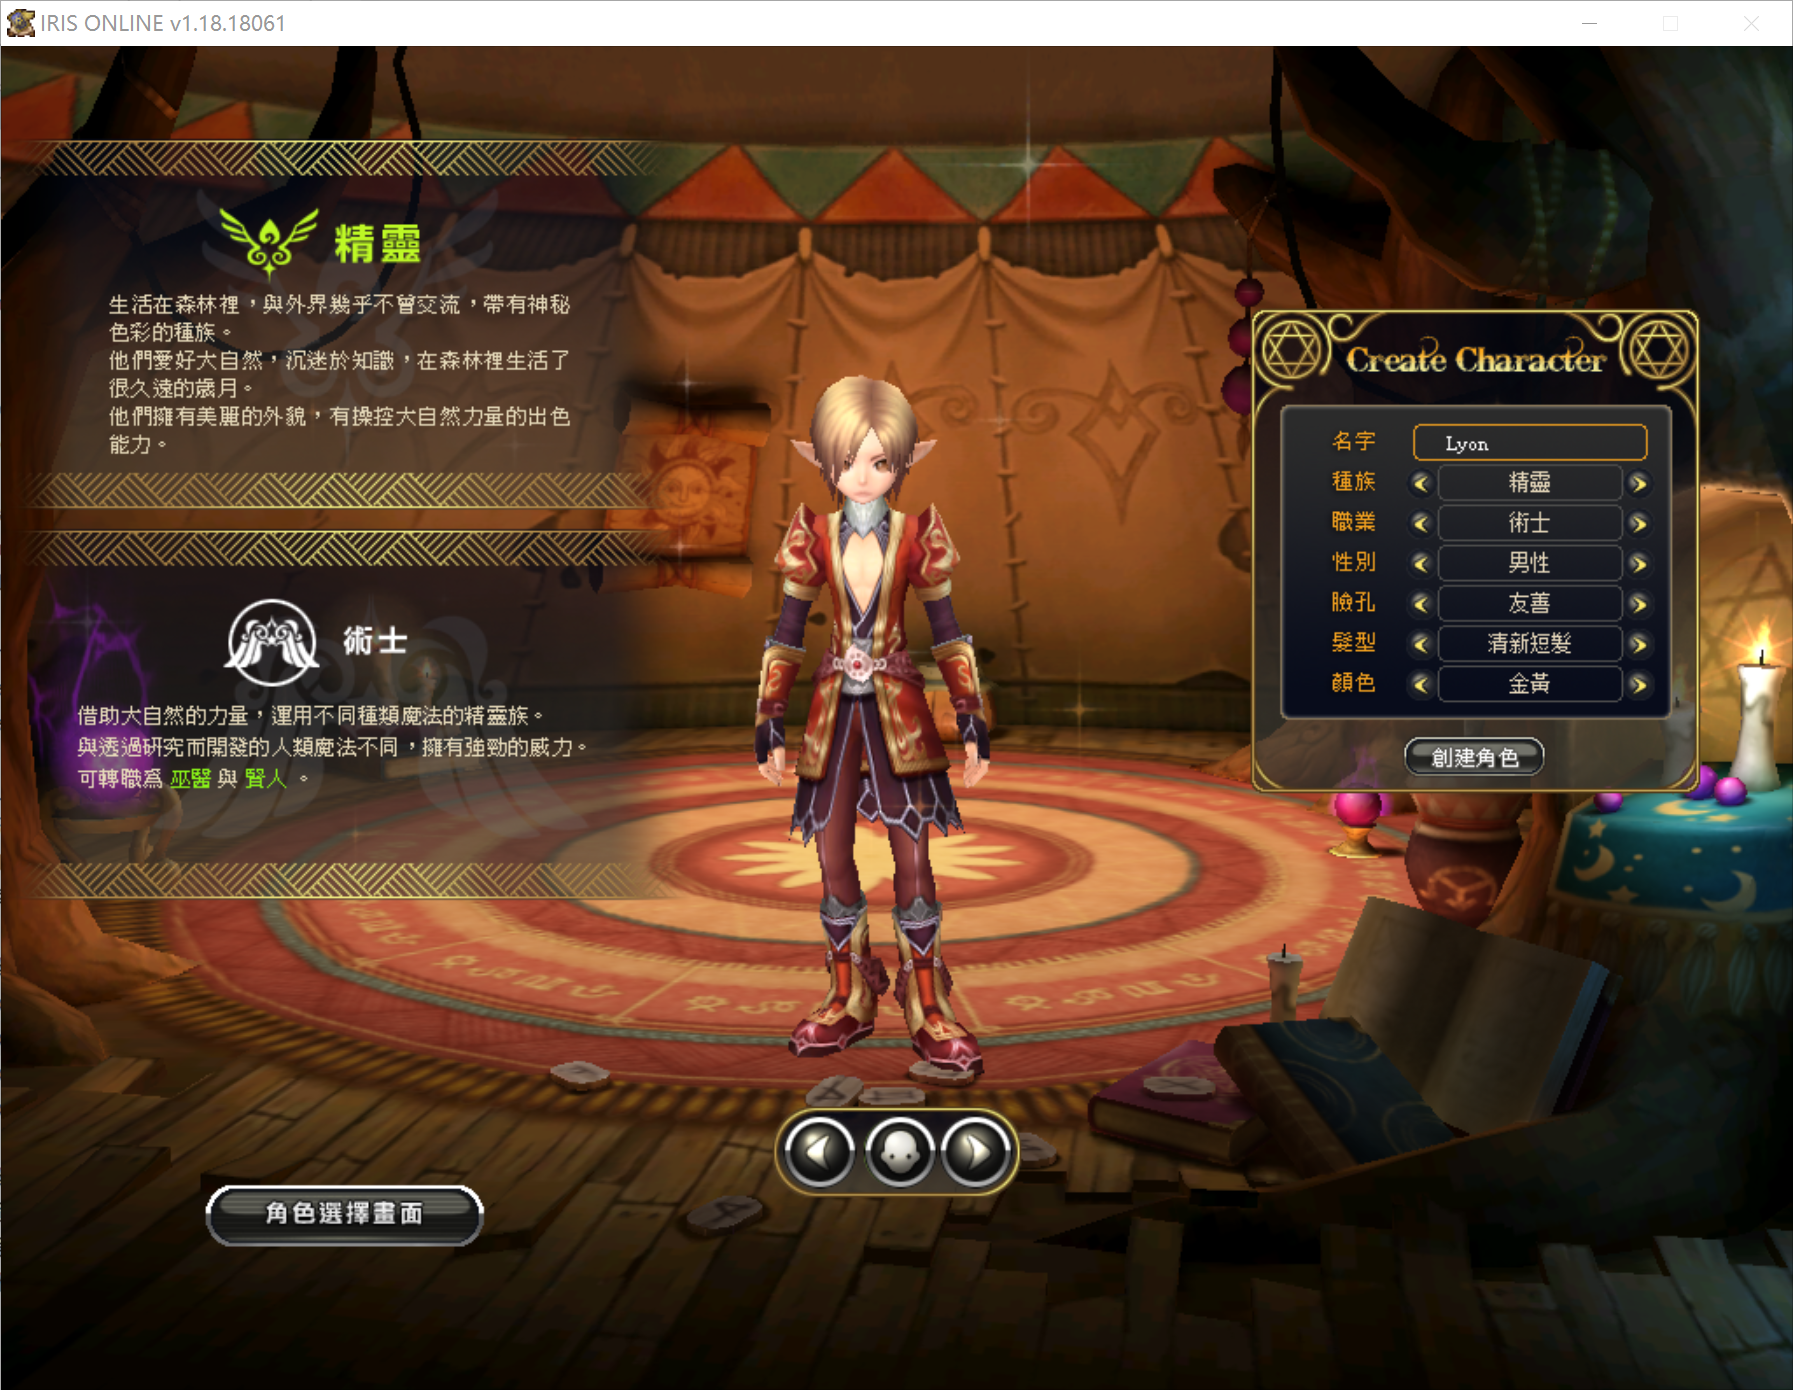 IRIS ONLINE v1.18.18061
精靈
生活在森林裡，與外界幾乎不曾交流，帶有神秘
色彩的種族。
他們愛好大自然，沉迷於知識，在森林裡生活了
很久遠的歲月。
他們擁有美麗的外貌，有操控大自然力量的出色
能力。
術士
借助大自然的力量，運用不同種類魔法的精靈族。
與透過研究而開發的人類魔法不同，擁有強勁的威力。
可轉職為 巫醫 與 賢人 。
Create Character
名字 Lyon
種族 精靈
職業 術士
性別 男性
臉孔 友善
髮型 清新短髮
顏色 金黃
創建角色
角色選擇畫面